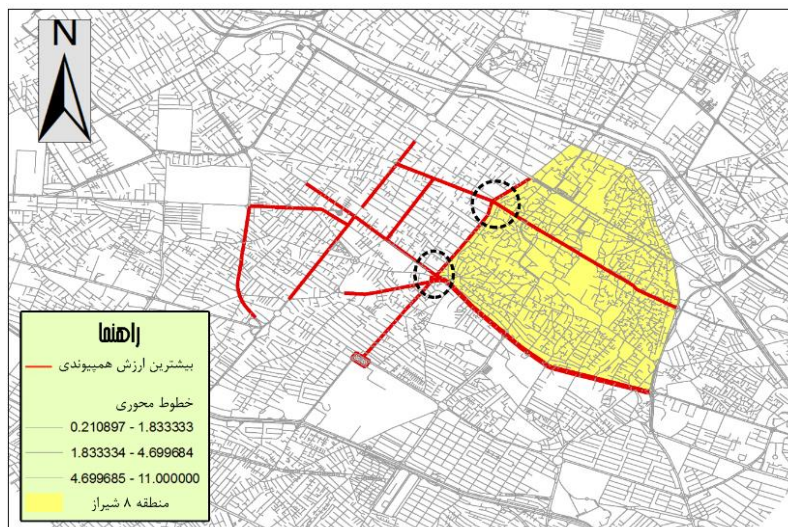 N
راهنما
بیشترین ارزش همپیوندی
خطوط محوری
0.210897 - 1.833333
1.833334 - 4.699684
4.699685 - 11.000000
منطقه ۸ شیراز